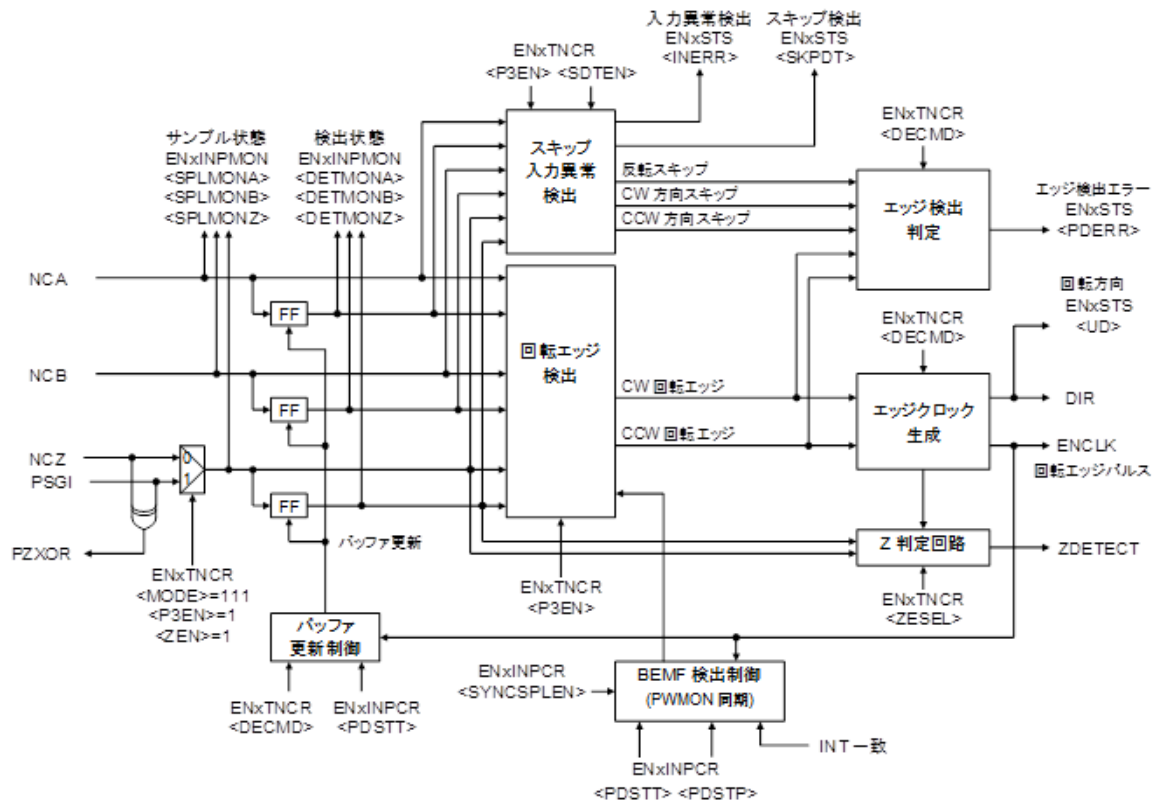 入力異常検出
ENxSTS
<INERR>
スキップ検出
ENxSTS
<SKPDT>
ENxTNCR
<P3EN> <SDTEN>
サンプル状態
ENxINPMON
<SPLMONA>
<SPLMONB>
<SPLMONZ>
検出状態
ENxINPMON
<DETMONA>
<DETMONB>
<DETMONZ>
スキップ
入力異常
検出
反転スキップ
CW 方向スキップ
CCW 方向スキップ
ENxTNCR
<DECMD>
エッジ検出
判定
エッジ検出エラー
ENxSTS
<PDERR>
NCA
FF
回転エッジ
検出
回転方向
ENxSTS
<UD>
ENxTNCR
<DECMD>
NCB
FF
CW 回転エッジ
CCW 回転エッジ
エッジクロック
生成
DIR
ENCLK
回転エッジパルス
NCZ
PSGI
0
1
FF
バッファ更新
PZXOR
ENxTNCR
<MODE>=111
<P3EN>=1
<ZEN>=1
ENxTNCR
<P3EN>
Z 判定回路
ZDETECT
ENxTNCR
<ZESEL>
バッファ
更新制御
ENxTNCR
<DECMD>
ENxINPCR
<PDSTT>
ENxINPCR
<SYNCSPLEN>
BEMF 検出制御
(PWMON 同期)
INT 一致
ENxINPCR
<PDSTT> <PDSTP>